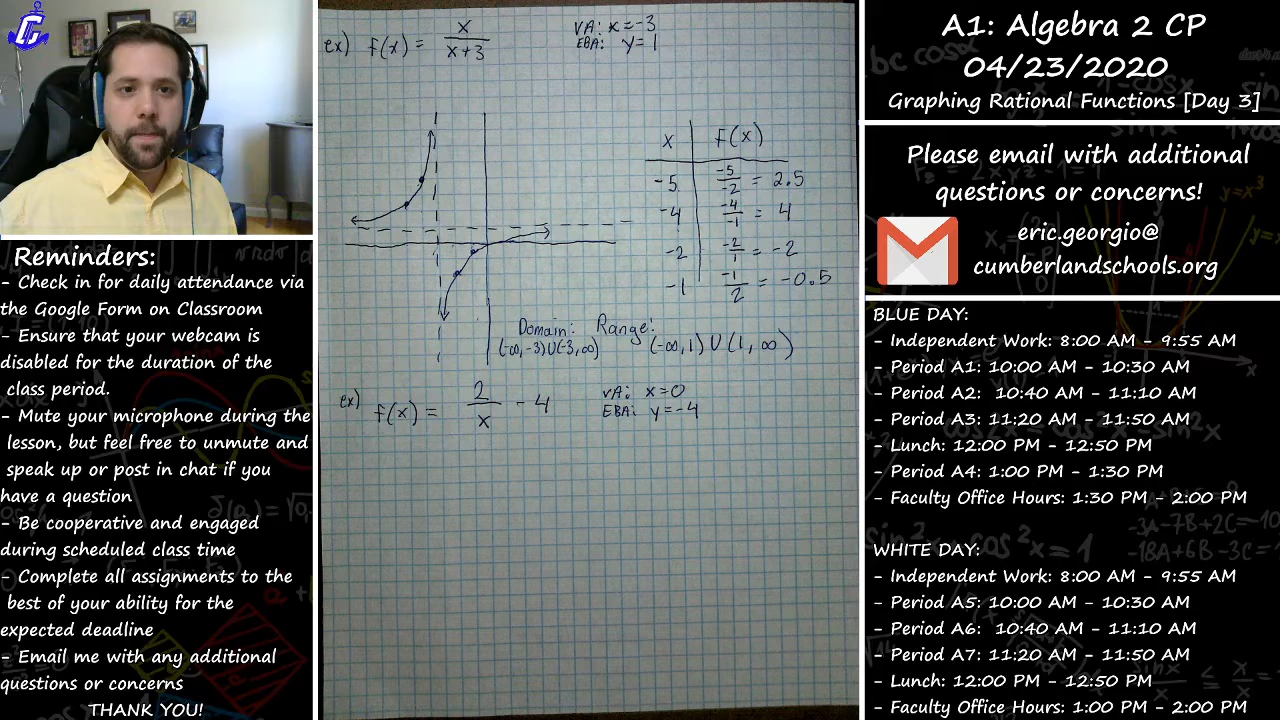 C
Reminders:
- Check in for daily attendance via
the Google Form on Classroom
- Ensure that your webcam is
disabled for the duration of the
class period.
- Mute your microphone during the
lesson, but feel free to unmute and
speak up or post in chat if you
have a question
- Be cooperative and engaged
during scheduled class time
- Complete all assignments to the
best of your ability for the
expected deadline
- Email me with any additional
questions or concerns
THANK YOU!
ex) f(x) = x / x+3
VA: x = -3
EBA: y = 1
x f(x)
-5 -5/-2 = 2.5
-4 -4/-1 = 4
-2 -2/1 = -2
-1 -1/2 = -0.5
Domain: Range:
(-∞,-3)U(-3,∞) (-∞,1) U (1, ∞)
ex) f(x) = 2/x - 4
VA: x=0
EBA: y=-4
A1: Algebra 2 CP
04/23/2020
Graphing Rational Functions [Day 3]
Please email with additional
questions or concerns!
eric.georgio@
cumberlandschools.org
BLUE DAY:
- Independent Work: 8:00 AM - 9:55 AM
- Period A1: 10:00 AM - 10:30 AM
- Period A2: 10:40 AM - 11:10 AM
- Period A3: 11:20 AM - 11:50 AM
- Lunch: 12:00 PM - 12:50 PM
- Period A4: 1:00 PM - 1:30 PM
- Faculty Office Hours: 1:30 PM - 2:00 PM
WHITE DAY:
- Independent Work: 8:00 AM - 9:55 AM
- Period A5: 10:00 AM - 10:30 AM
- Period A6: 10:40 AM - 11:10 AM
- Period A7: 11:20 AM - 11:50 AM
- Lunch: 12:00 PM - 12:50 PM
- Faculty Office Hours: 1:00 PM - 2:00 PM